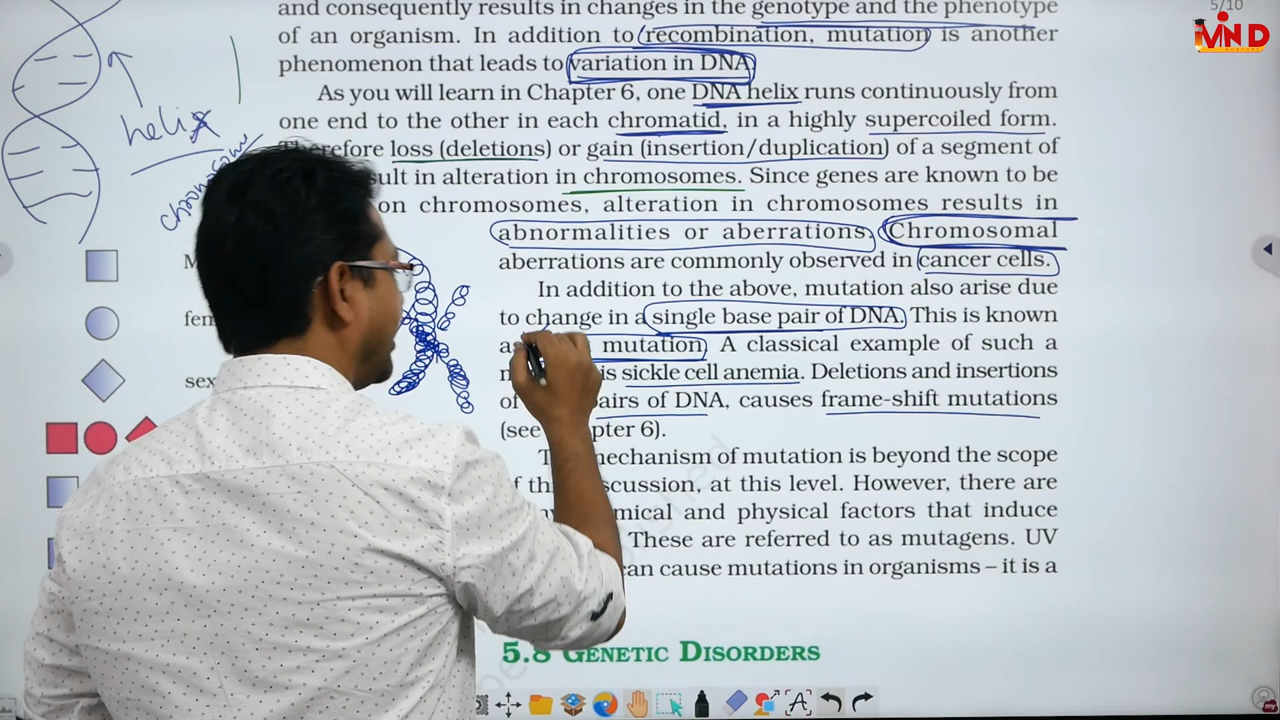 5/10
MIND
and consequently results in changes in the genotype and the phenotype
of an organism. In addition to recombination, mutation is another
phenomenon that leads to variation in DNA
As you will learn in Chapter 6, one DNA helix runs continuously from
one end to the other in each chromatid, in a highly supercoiled form.
Therefore loss (deletions) or gain (insertion/duplication) of a segment of
sult in alteration in chromosomes. Since genes are known to be
on chromosomes, alteration in chromosomes results in
abnormalities or aberrations Chromosomal
aberrations are commonly observed in cancer cells.
In addition to the above, mutation also arise due
to change in a single base pair of DNA. This is known
mutation. A classical example of such a
is sickle cell anemia. Deletions and insertions
of airs of DNA, causes frame-shift mutations
(see pter 6).
mechanism of mutation is beyond the scope
scussion, at this level. However, there are
mical and physical factors that induce
These are referred to as mutagens. UV
can cause mutations in organisms – it is a
5.8 GENETIC DISORDERS
helix
chromosome
fem
sex